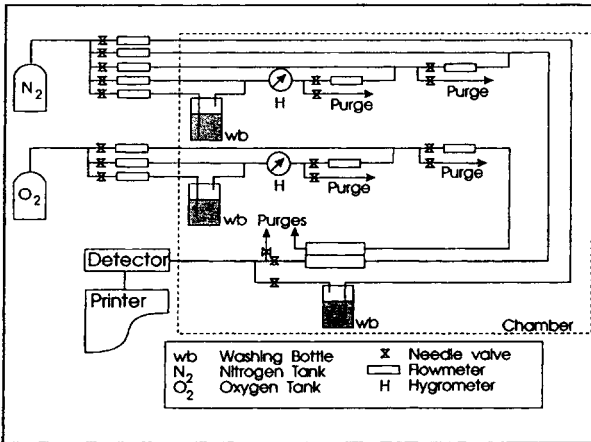 N2
H
Purge
Purge
wb
O2
H
Purge
Purge
wb
Purges
Detector
Printer
wb
Chamber
wb Washing Bottle
N2 Nitrogen Tank
O2 Oxygen Tank
Needle valve
Flowmeter
H Hygrometer